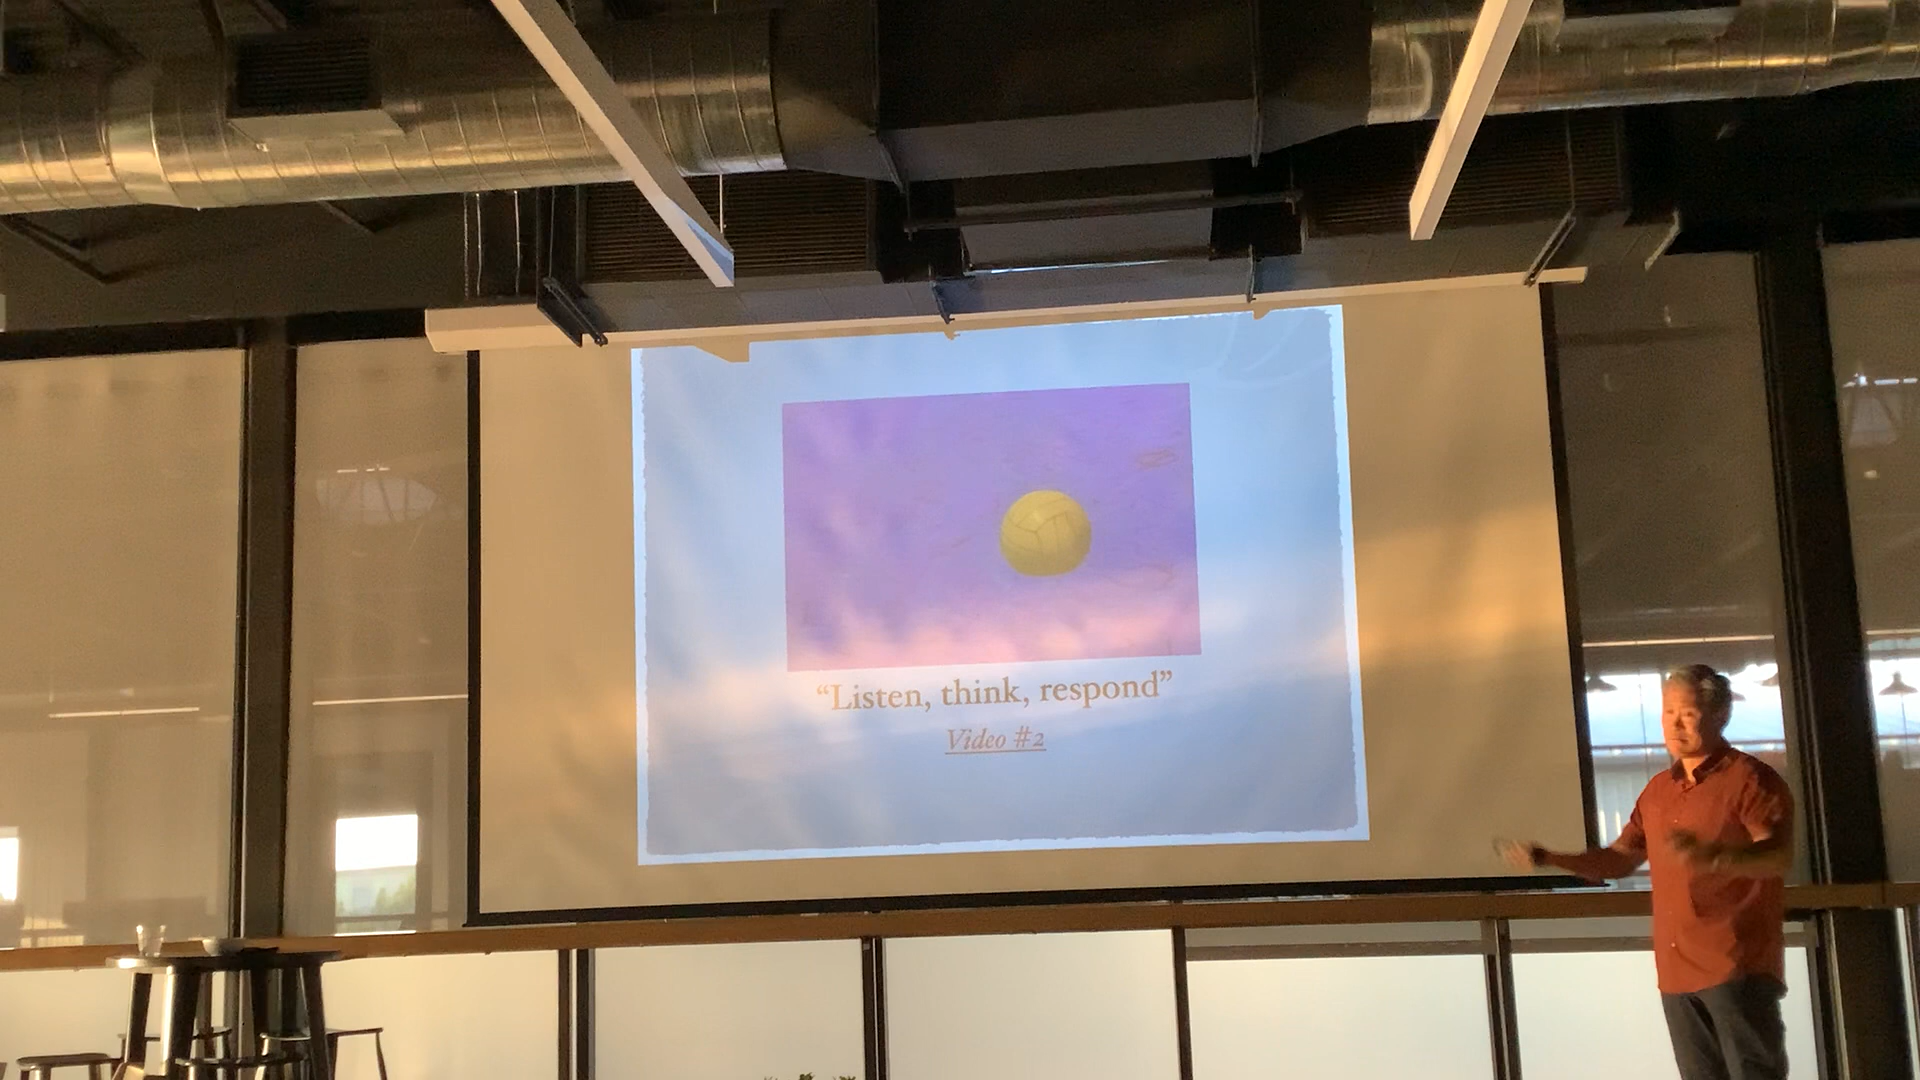 “Listen, think, respond”
Video #2